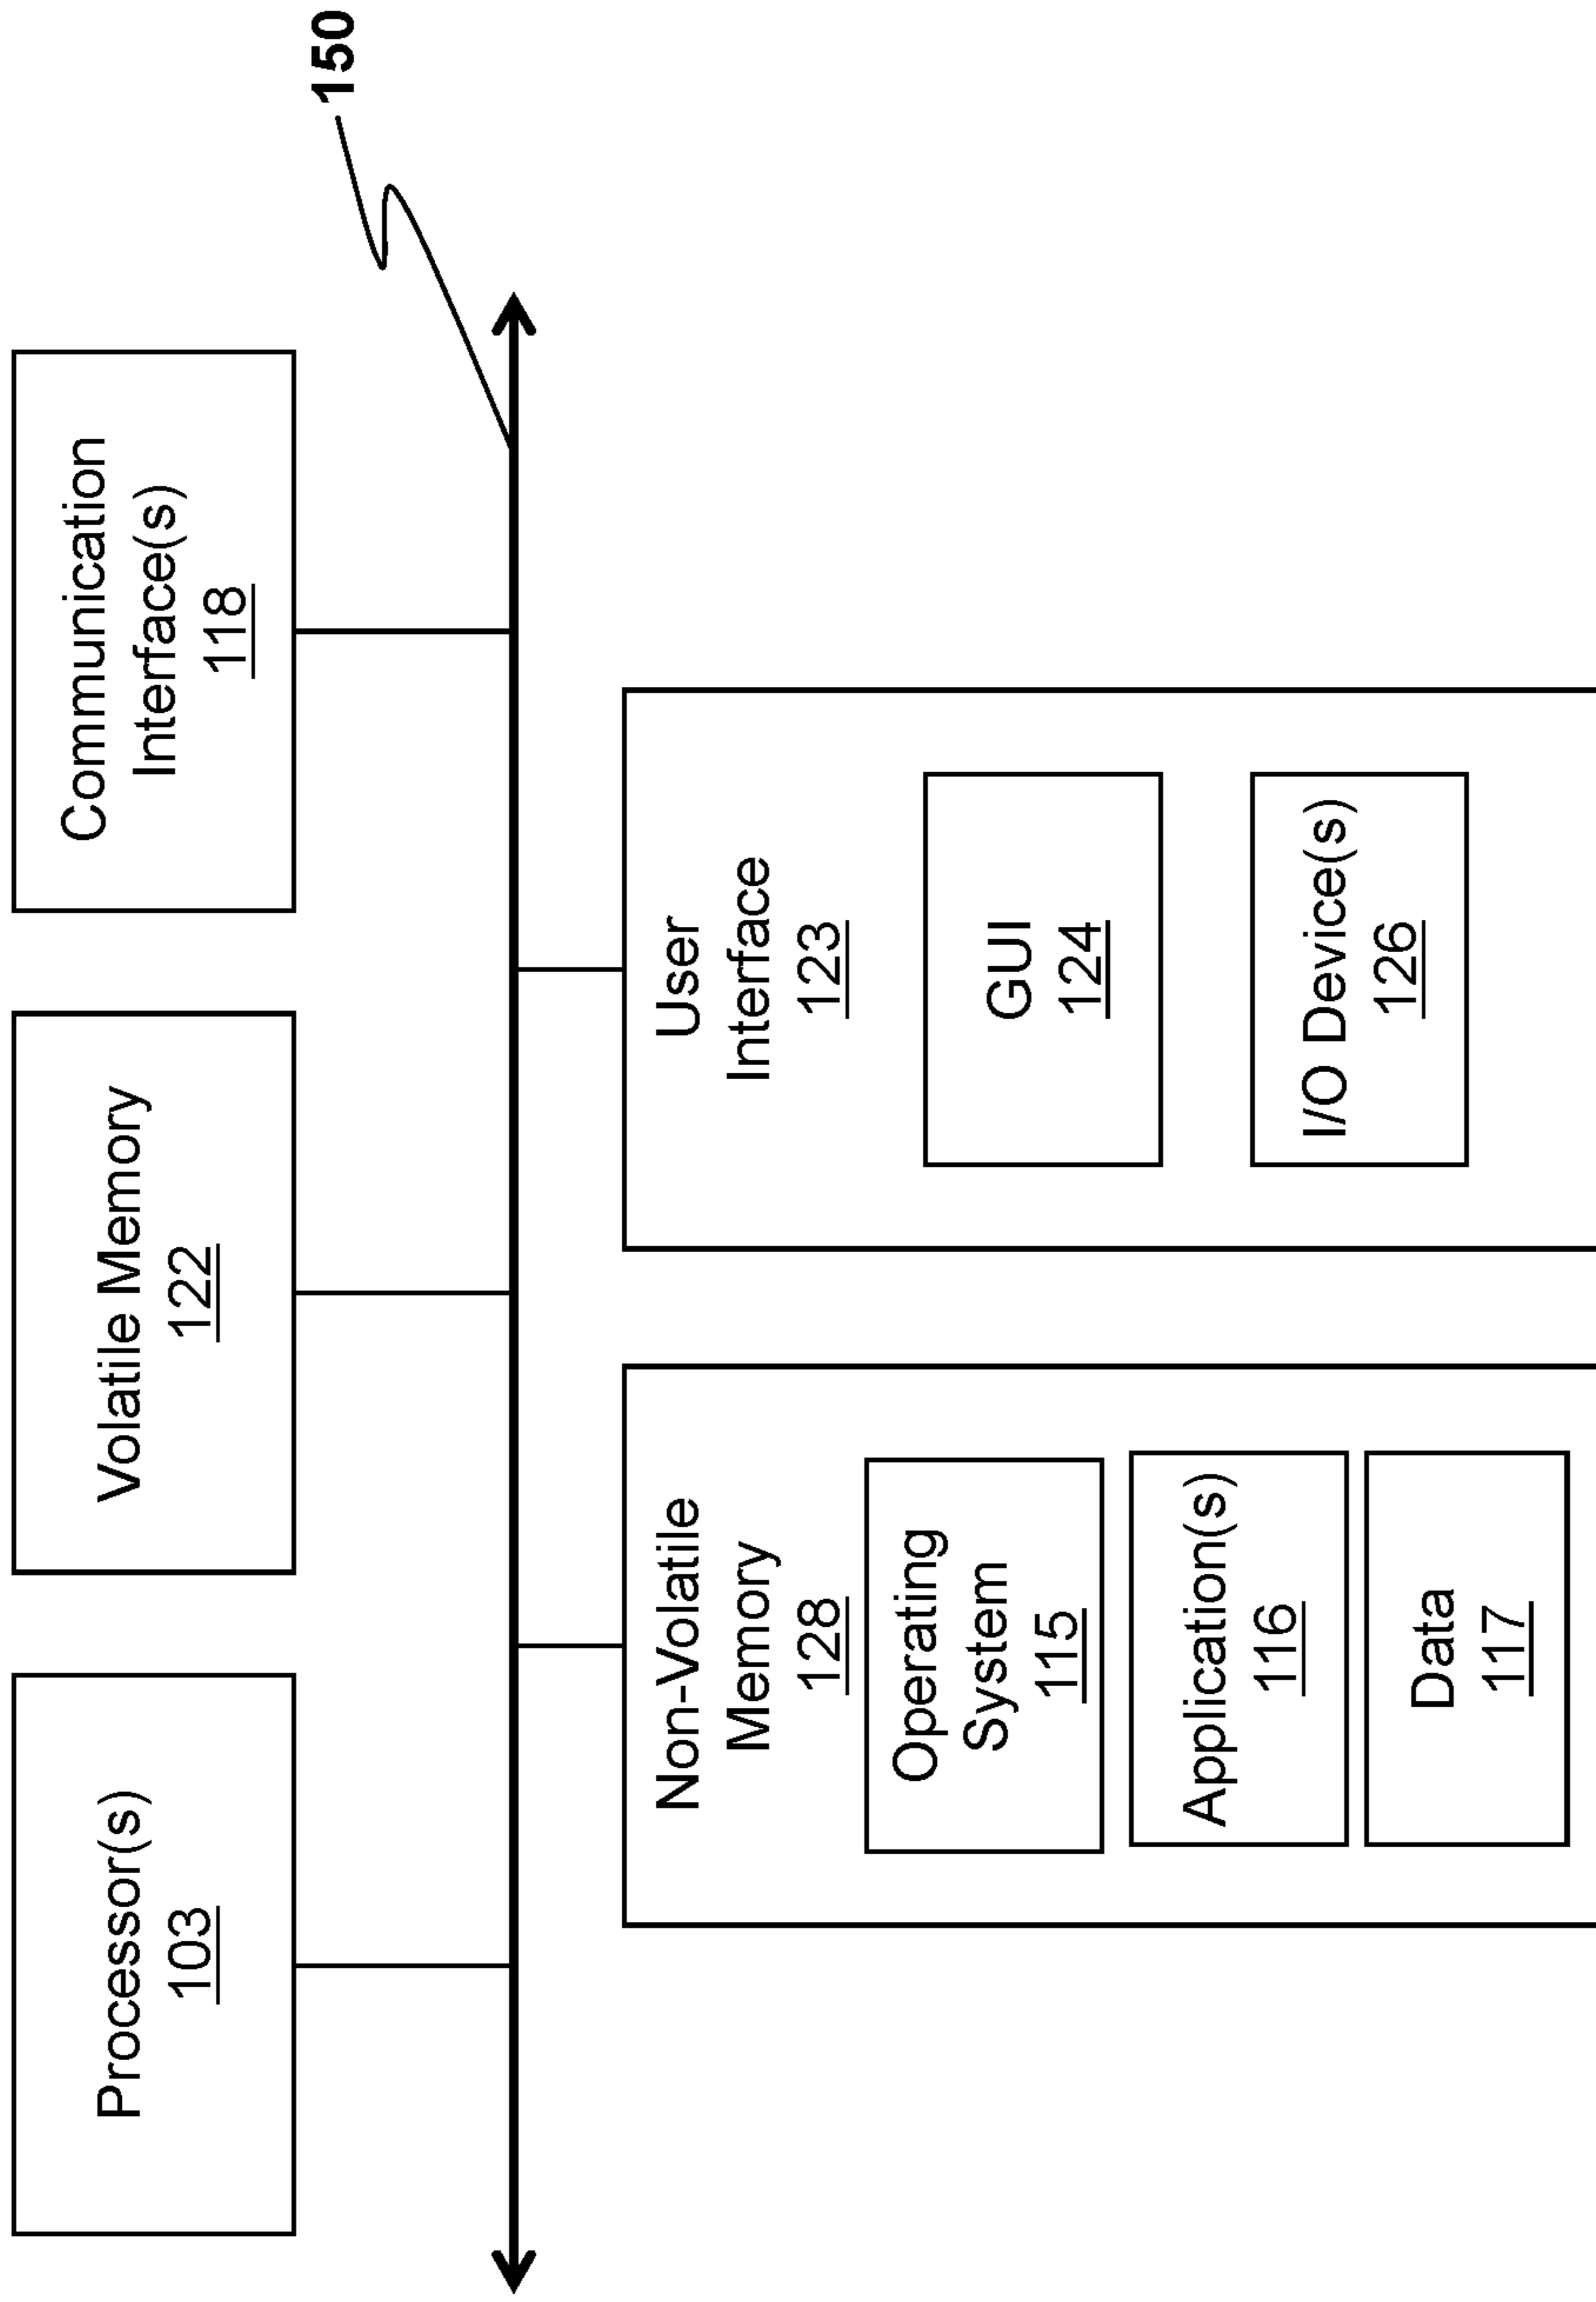 Processor(s)
103
Volatile Memory
122
Communication
Interface(s)
118
150
Non-Volatile
Memory
128
Operating
System
115
Application(s)
116
Data
117
User
Interface
123
GUI
124
I/O Device(s)
126